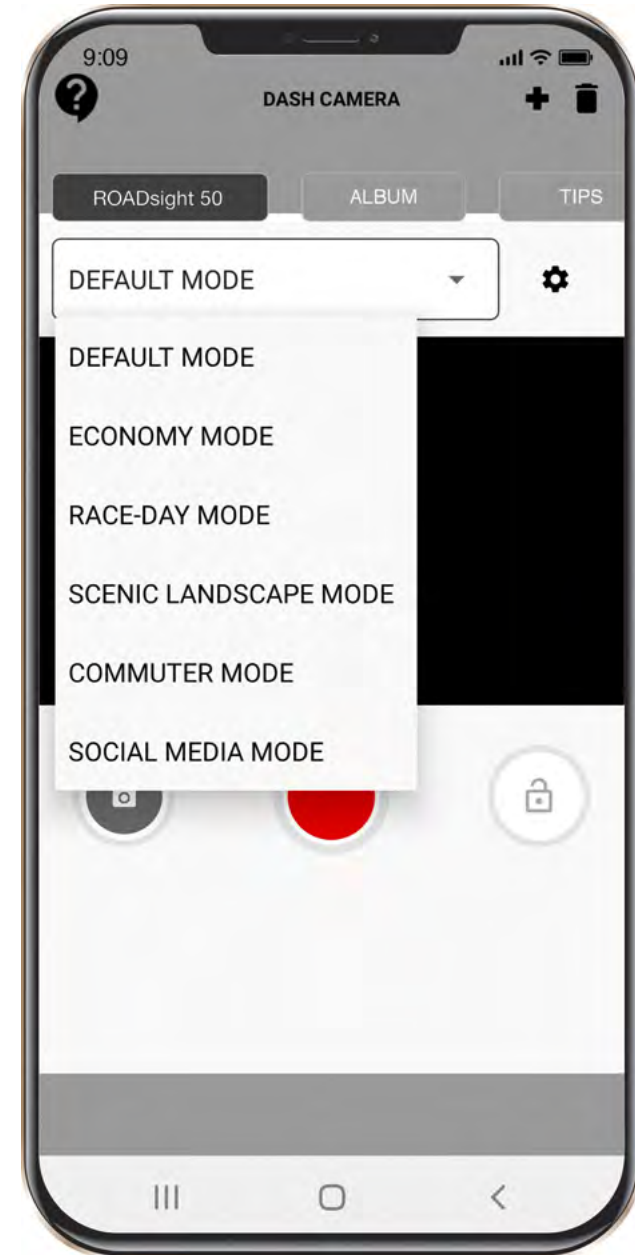 9:09
DASH CAMERA
ROADsight 50
ALBUM
TIPS
DEFAULT MODE
DEFAULT MODE
ECONOMY MODE
RACE-DAY MODE
SCENIC LANDSCAPE MODE
COMMUTER MODE
SOCIAL MEDIA MODE